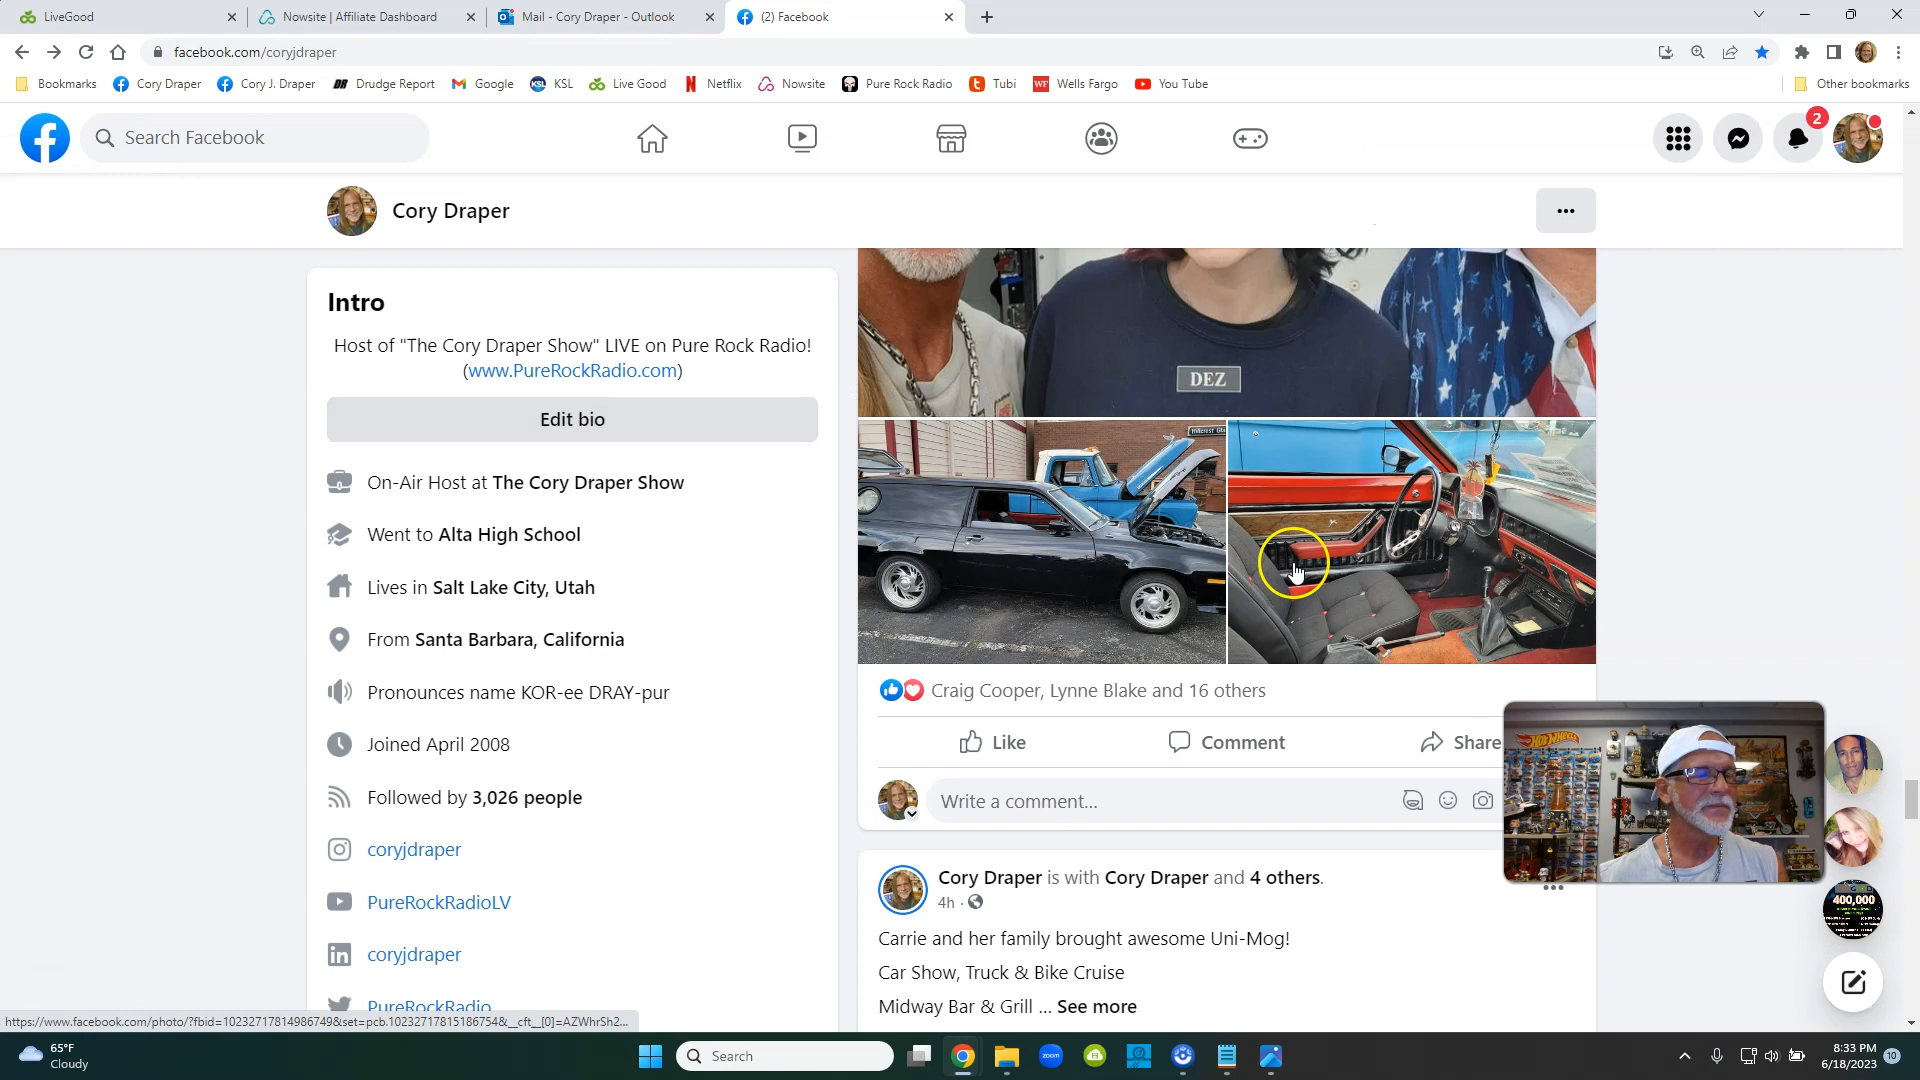 LiveGood
Nowsite | Affiliate Dashboard
Mail - Cory Draper - Outlook
(2) Facebook
facebook.com/coryjdraper
Bookmarks
Cory Draper
Cory J. Draper
DR Drudge Report
Google
KSL KSL
Live Good
Netflix
Nowsite
Pure Rock Radio
Tubi
WF Wells Fargo
You Tube
Other bookmarks
Search Facebook
2
Cory Draper
Intro
Host of "The Cory Draper Show" LIVE on Pure Rock Radio!
(www.PureRockRadio.com)
Edit bio
On-Air Host at The Cory Draper Show
Went to Alta High School
Lives in Salt Lake City, Utah
From Santa Barbara, California
Pronounces name KOR-ee DRAY-pur
Joined April 2008
Followed by 3,026 people
coryjdraper
PureRockRadioLV
coryjdraper
PureRockRadio
DEZ
Craig Cooper, Lynne Blake and 16 others
Like
Comment
Share
Write a comment...
HOT WHEELS
400,000
Cory Draper is with Cory Draper and 4 others.
4h ·
Carrie and her family brought awesome Uni-Mog!
Car Show, Truck & Bike Cruise
Midway Bar & Grill ... See more
https://www.facebook.com/photo/?fbid=10232717814986749&set=pcb.10232717815186754&__cft__[0]=AZWhrSh2...
65°F
Cloudy
Search
zoom
8:33 PM
6/18/2023
10